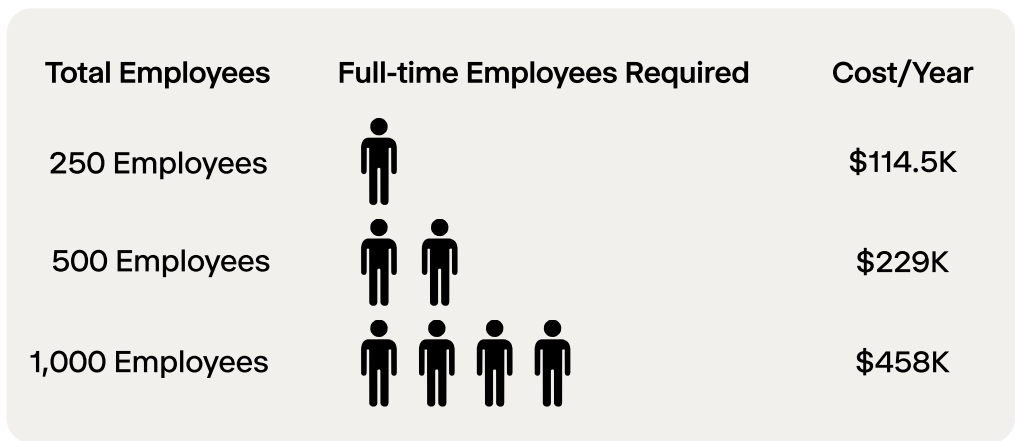 Total Employees Full-time Employees Required Cost/Year
250 Employees $114.5K
500 Employees $229K
1,000 Employees $458K